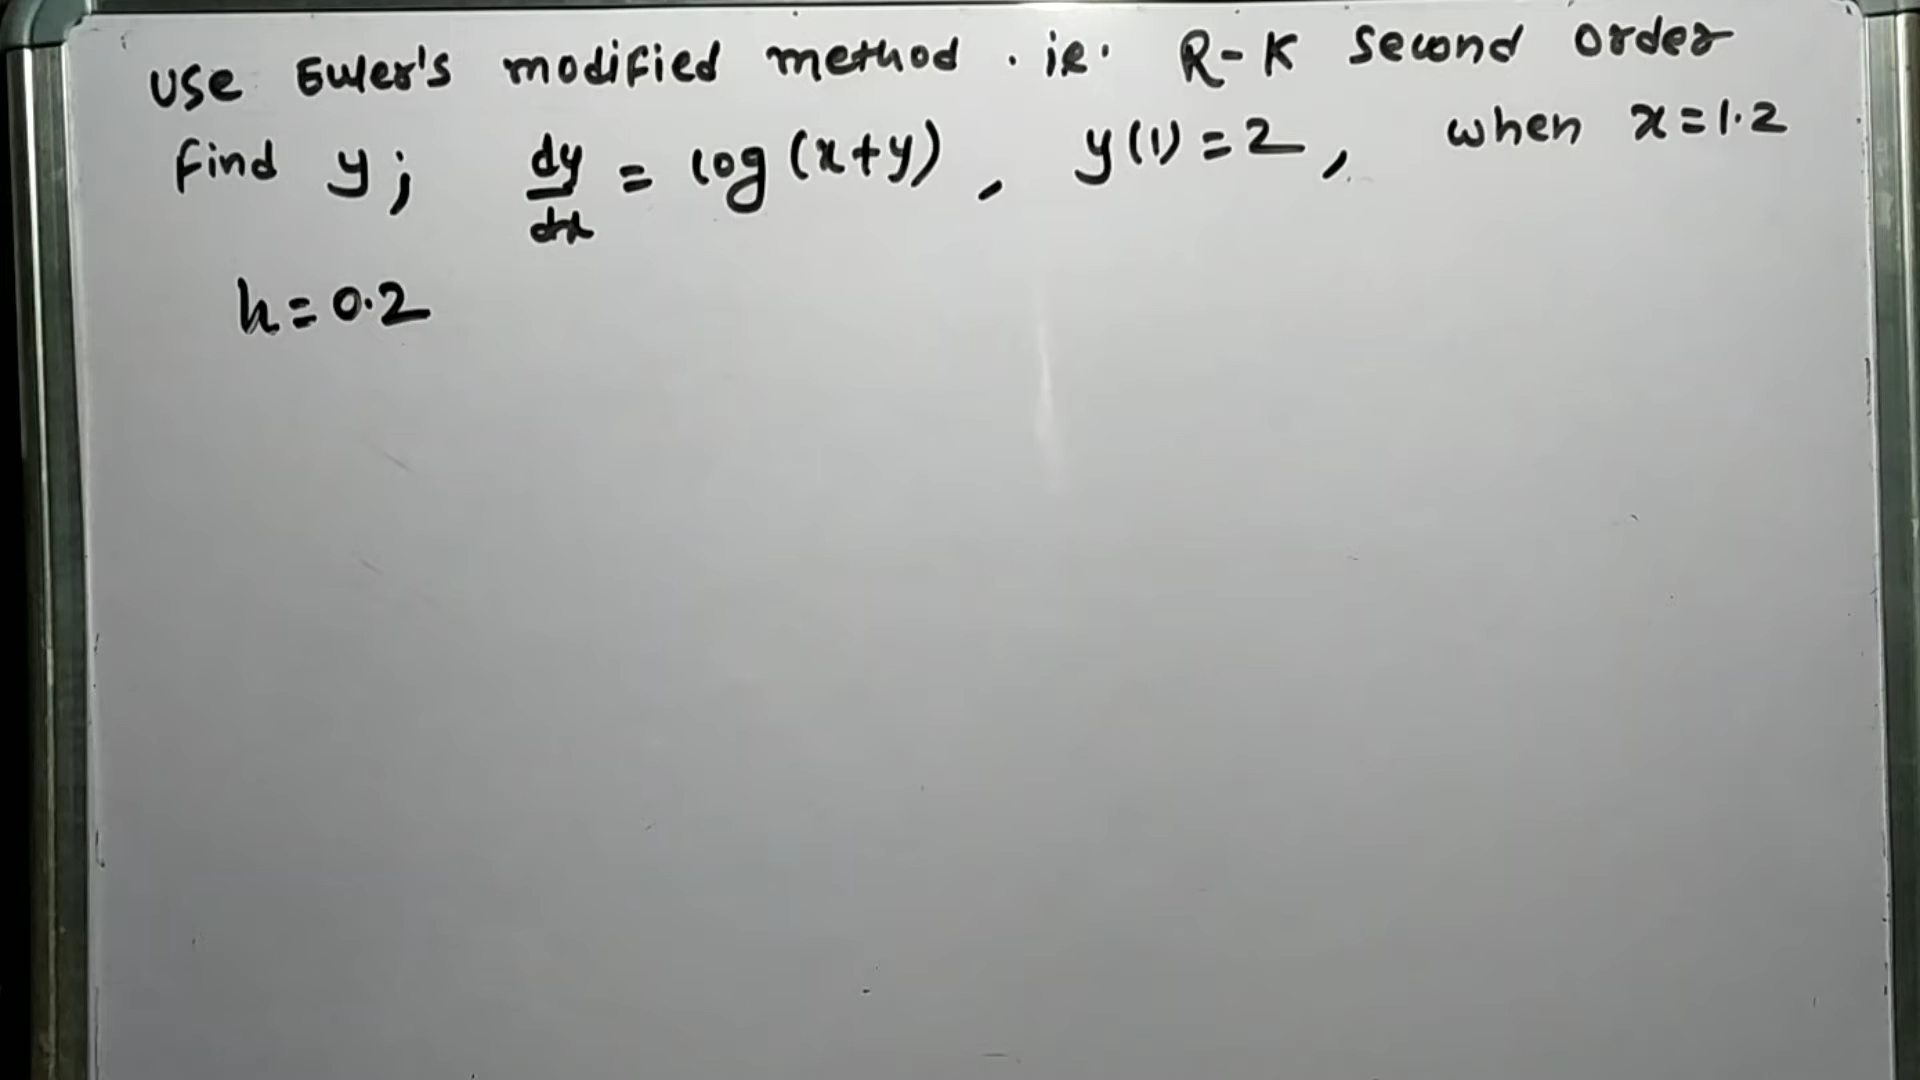 Use Euler's modified method. ie. R-K Second order
find y; dy/dx = log(x+y), y(1)=2, when x=1.2
h=0.2